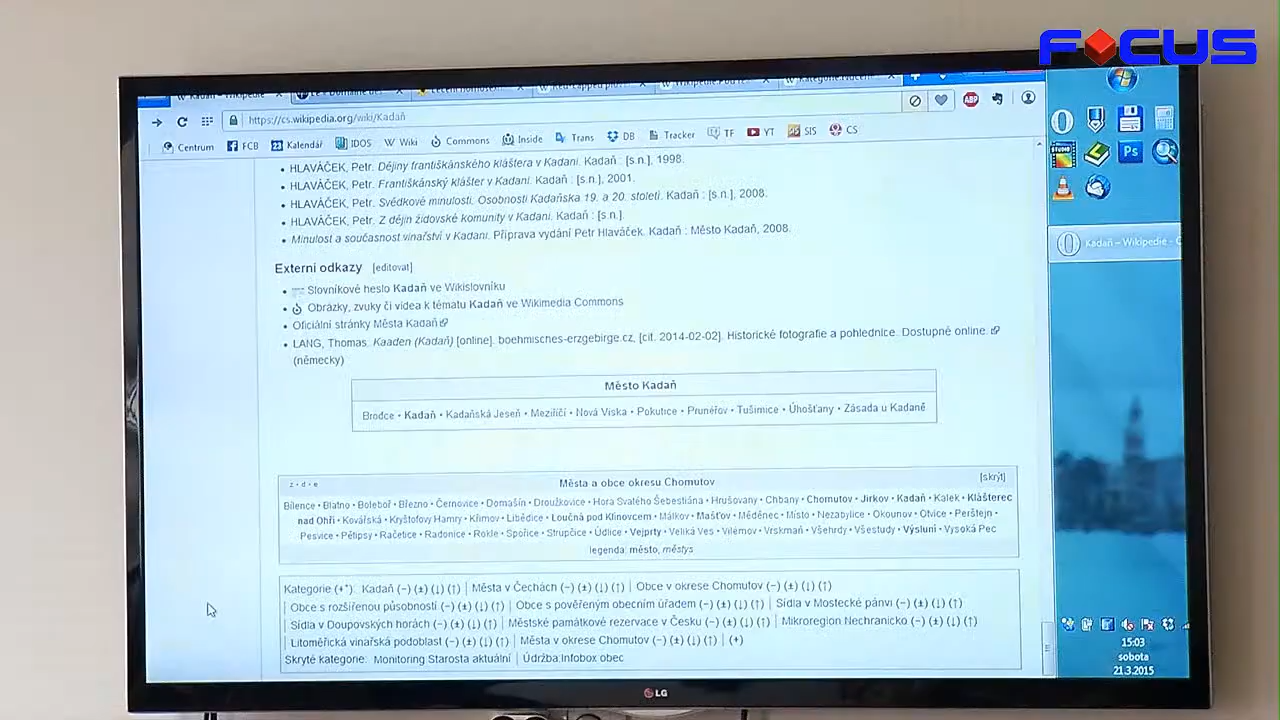 FOCUS
Kadaň – Wikipedie
https://cs.wikipedia.org/wiki/Kadaň
ABP
Centrum FCB Kalendář IDOS Wiki Commons Inside Trans DB Tracker TF YT SIS CS
HLAVÁČEK, Petr. Dějiny františkánského kláštera v Kadani. Kadaň : [s.n.], 1998.
HLAVÁČEK, Petr. Františkánský klášter v Kadani. Kadaň : [s.n.], 2001.
HLAVÁČEK, Petr. Svědkové minulosti. Osobnosti Kadaňska 19. a 20. století. Kadaň : [s.n.], 2008.
HLAVÁČEK, Petr. Z dějin židovské komunity v Kadani. Kadaň : [s.n.].
Minulost a současnost vinařství v Kadani. Příprava vydání Petr Hlaváček. Kadaň : Město Kadaň, 2008.
Externí odkazy [editovat]
Slovníkové heslo Kadaň ve Wikislovníku
Obrázky, zvuky či videa k tématu Kadaň ve Wikimedia Commons
Oficiální stránky Města Kadaň
LANG, Thomas. Kaaden (Kadaň) [online]. boehmisches-erzgebirge.cz, [cit. 2014-02-02]. Historické fotografie a pohlednice. Dostupné online.
(německy)
Město Kadaň
Brodce • Kadaň • Kadaňská Jeseň • Meziříčí • Nová Víska • Pokutice • Prunéřov • Tušimice • Úhošťany • Zásada u Kadaně
z • d • e Města a obce okresu Chomutov [skrýt]
Bílence • Blatno • Boleboř • Březno • Černovice • Domašín • Droužkovice • Hora Svatého Šebestiána • Hrušovany • Chbany • Chomutov • Jirkov • Kadaň • Kalek • Klášterec
nad Ohří • Kovářská • Kryštofovy Hamry • Křimov • Libědice • Loučná pod Klínovcem • Málkov • Mašťov • Měděnec • Místo • Nezabylice • Okounov • Otvice • Perštejn •
Pesvice • Pětipsy • Račetice • Radonice • Rokle • Spořice • Strupčice • Údlice • Vejprty • Veliká Ves • Vilémov • Vrskmaň • Všehrdy • Všestudy • Výsluní • Vysoká Pec
legenda: město, městys
Kategorie (+⁺): Kadaň (−) (±) (↓) (↑) | Města v Čechách (−) (±) (↓) (↑) | Obce v okrese Chomutov (−) (±) (↓) (↑)
| Obce s rozšířenou působností (−) (±) (↓) (↑) | Obce s pověřeným obecním úřadem (−) (±) (↓) (↑) | Sídla v Mostecké pánvi (−) (±) (↓) (↑)
| Sídla v Doupovských horách (−) (±) (↓) (↑) | Městské památkové rezervace v Česku (−) (±) (↓) (↑) | Mikroregion Nechranicko (−) (±) (↓) (↑)
| Litoměřická vinařská podoblast (−) (±) (↓) (↑) | Města v okrese Chomutov (−) (±) (↓) (↑) | (+)
Skryté kategorie: Monitoring Starosta aktuální | Údržba:Infobox obec
STUDIO
Ps
Kadaň – Wikipedie -
15:03
sobota
21.3.2015
LG